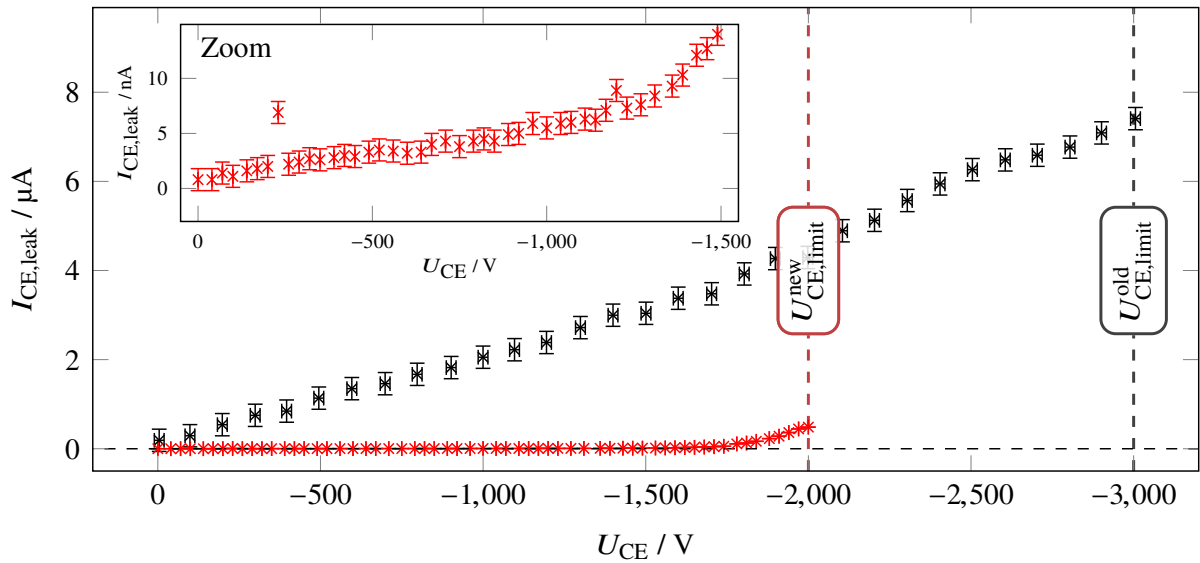 Zoom
I_CE,leak / nA
10
5
0
0
−500
−1,000
−1,500
U_CE / V
I_CE,leak / μA
8
6
4
2
0
U^new_CE,limit
U^old_CE,limit
0
−500
−1,000
−1,500
−2,000
−2,500
−3,000
U_CE / V